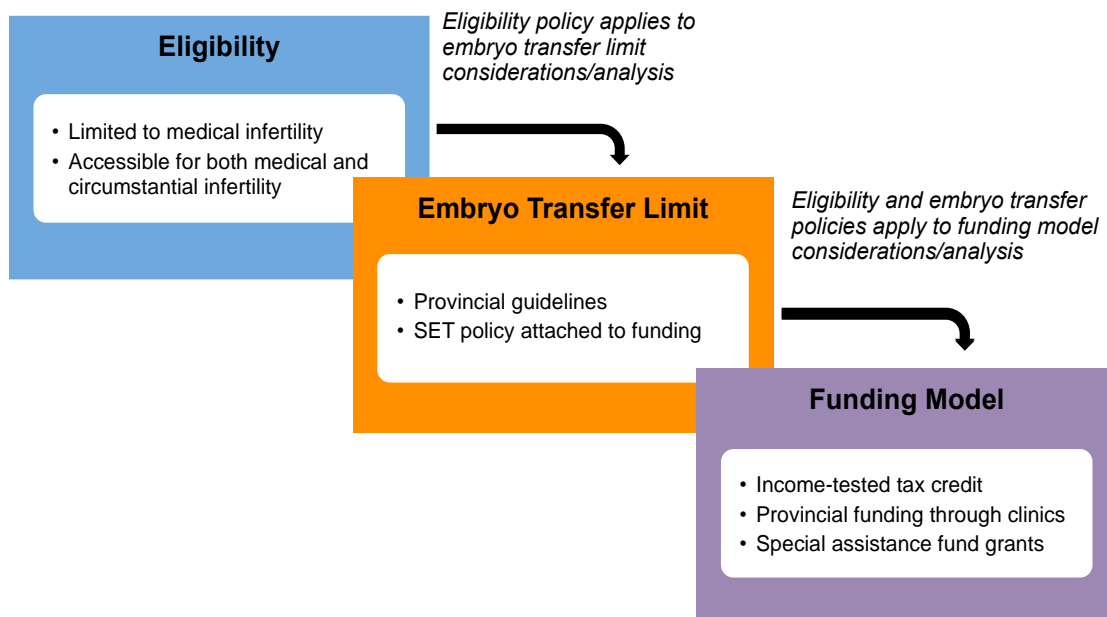 Eligibility
• Limited to medical infertility
• Accessible for both medical and
circumstantial infertility
Eligibility policy applies to
embryo transfer limit
considerations/analysis
Embryo Transfer Limit
• Provincial guidelines
• SET policy attached to funding
Eligibility and embryo transfer
policies apply to funding model
considerations/analysis
Funding Model
• Income-tested tax credit
• Provincial funding through clinics
• Special assistance fund grants